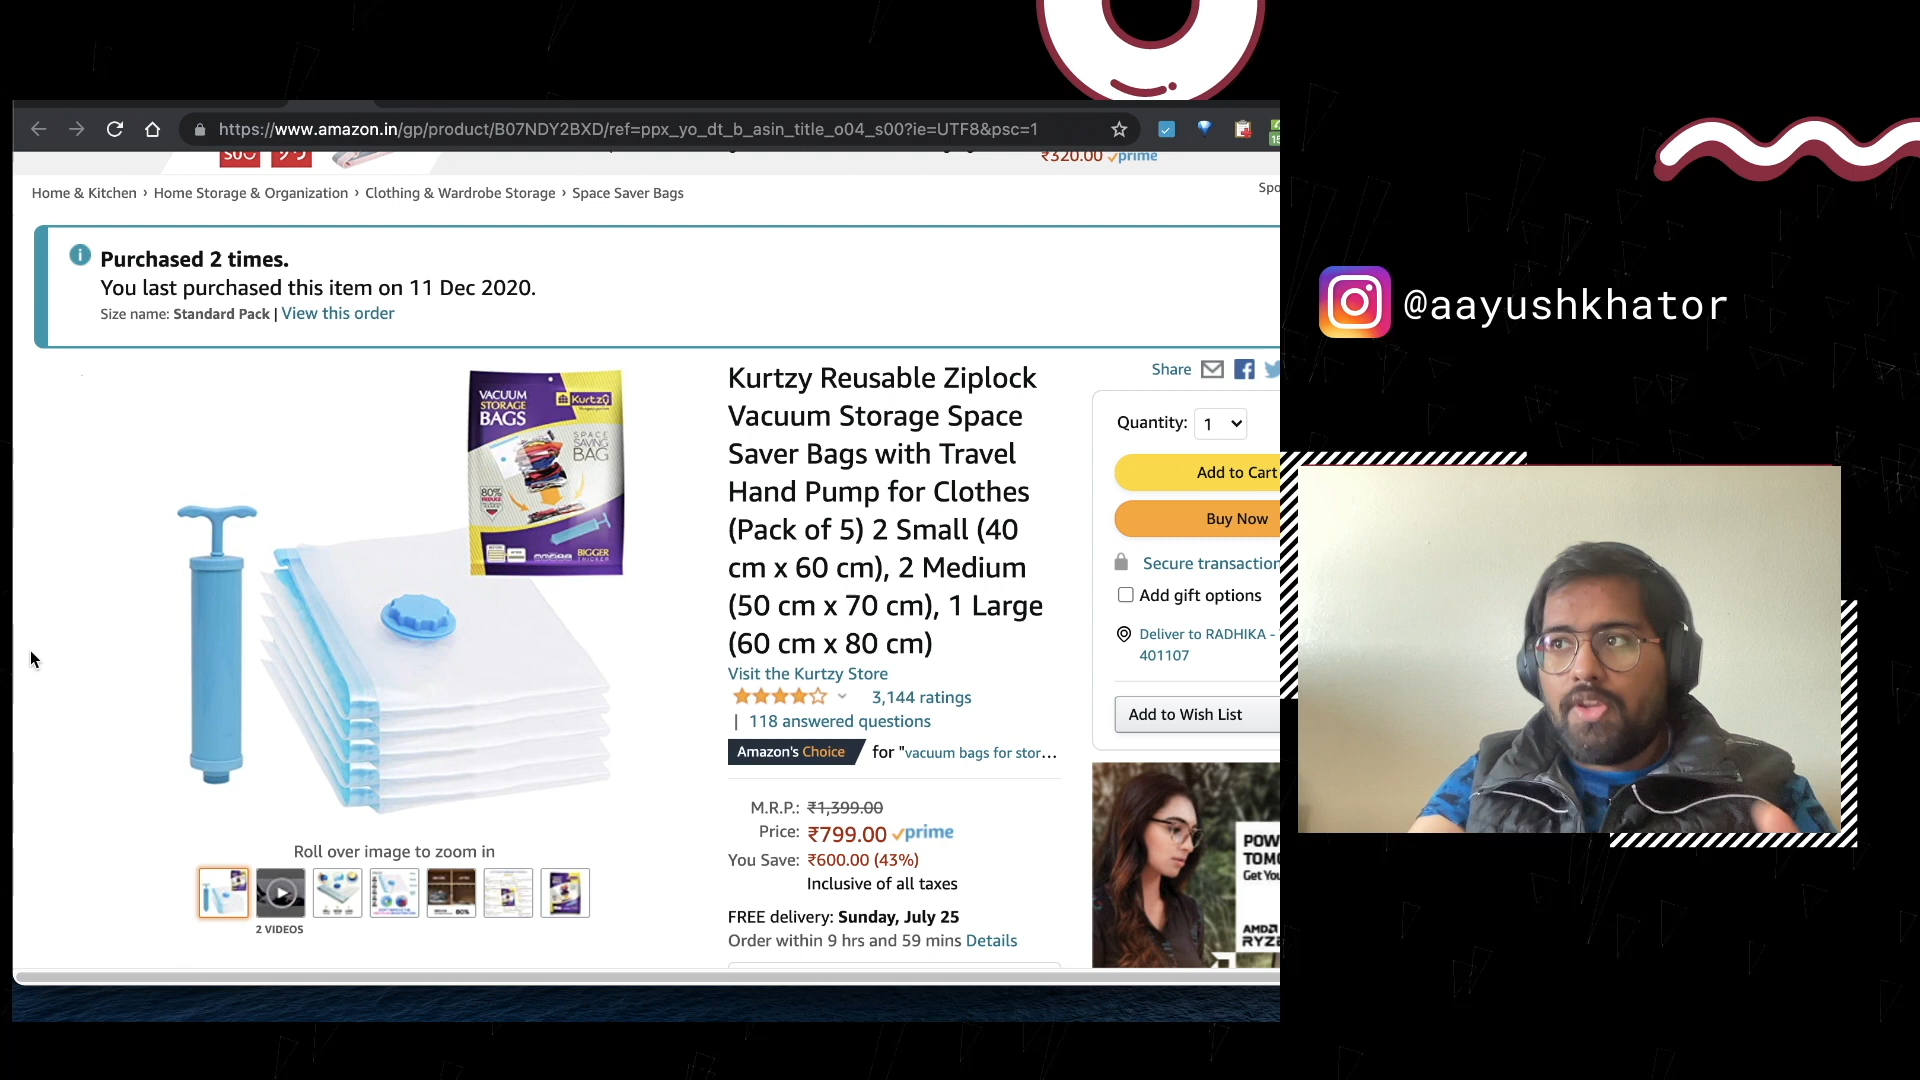 https://www.amazon.in/gp/product/B07NDY2BXD/ref=ppx_yo_dt_b_asin_title_o04_s00?ie=UTF8&psc=1
₹320.00 prime
Home & Kitchen › Home Storage & Organization › Clothing & Wardrobe Storage › Space Saver Bags
Purchased 2 times.
You last purchased this item on 11 Dec 2020.
Size name: Standard Pack | View this order
@aayushkhator
VACUUM
STORAGE
BAGS
Kurtzy
SPACE
SAVING
BAG
80%
BIGGER
THICKER
Roll over image to zoom in
2 VIDEOS
Kurtzy Reusable Ziplock
Vacuum Storage Space
Saver Bags with Travel
Hand Pump for Clothes
(Pack of 5) 2 Small (40
cm x 60 cm), 2 Medium
(50 cm x 70 cm), 1 Large
(60 cm x 80 cm)
Visit the Kurtzy Store
3,144 ratings
| 118 answered questions
Amazon's Choice for "vacuum bags for stor...
M.R.P.: ₹1,399.00
Price: ₹799.00 prime
You Save: ₹600.00 (43%)
Inclusive of all taxes
FREE delivery: Sunday, July 25
Order within 9 hrs and 59 mins Details
Share
Quantity: 1
Add to Cart
Buy Now
Secure transaction
Add gift options
Deliver to RADHIKA -
401107
Add to Wish List
POW
TOM
Get You
AMD
RYZE